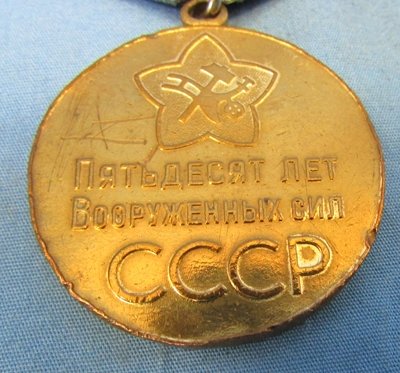 Пятьдесят лет
Вооруженных сил
СССР